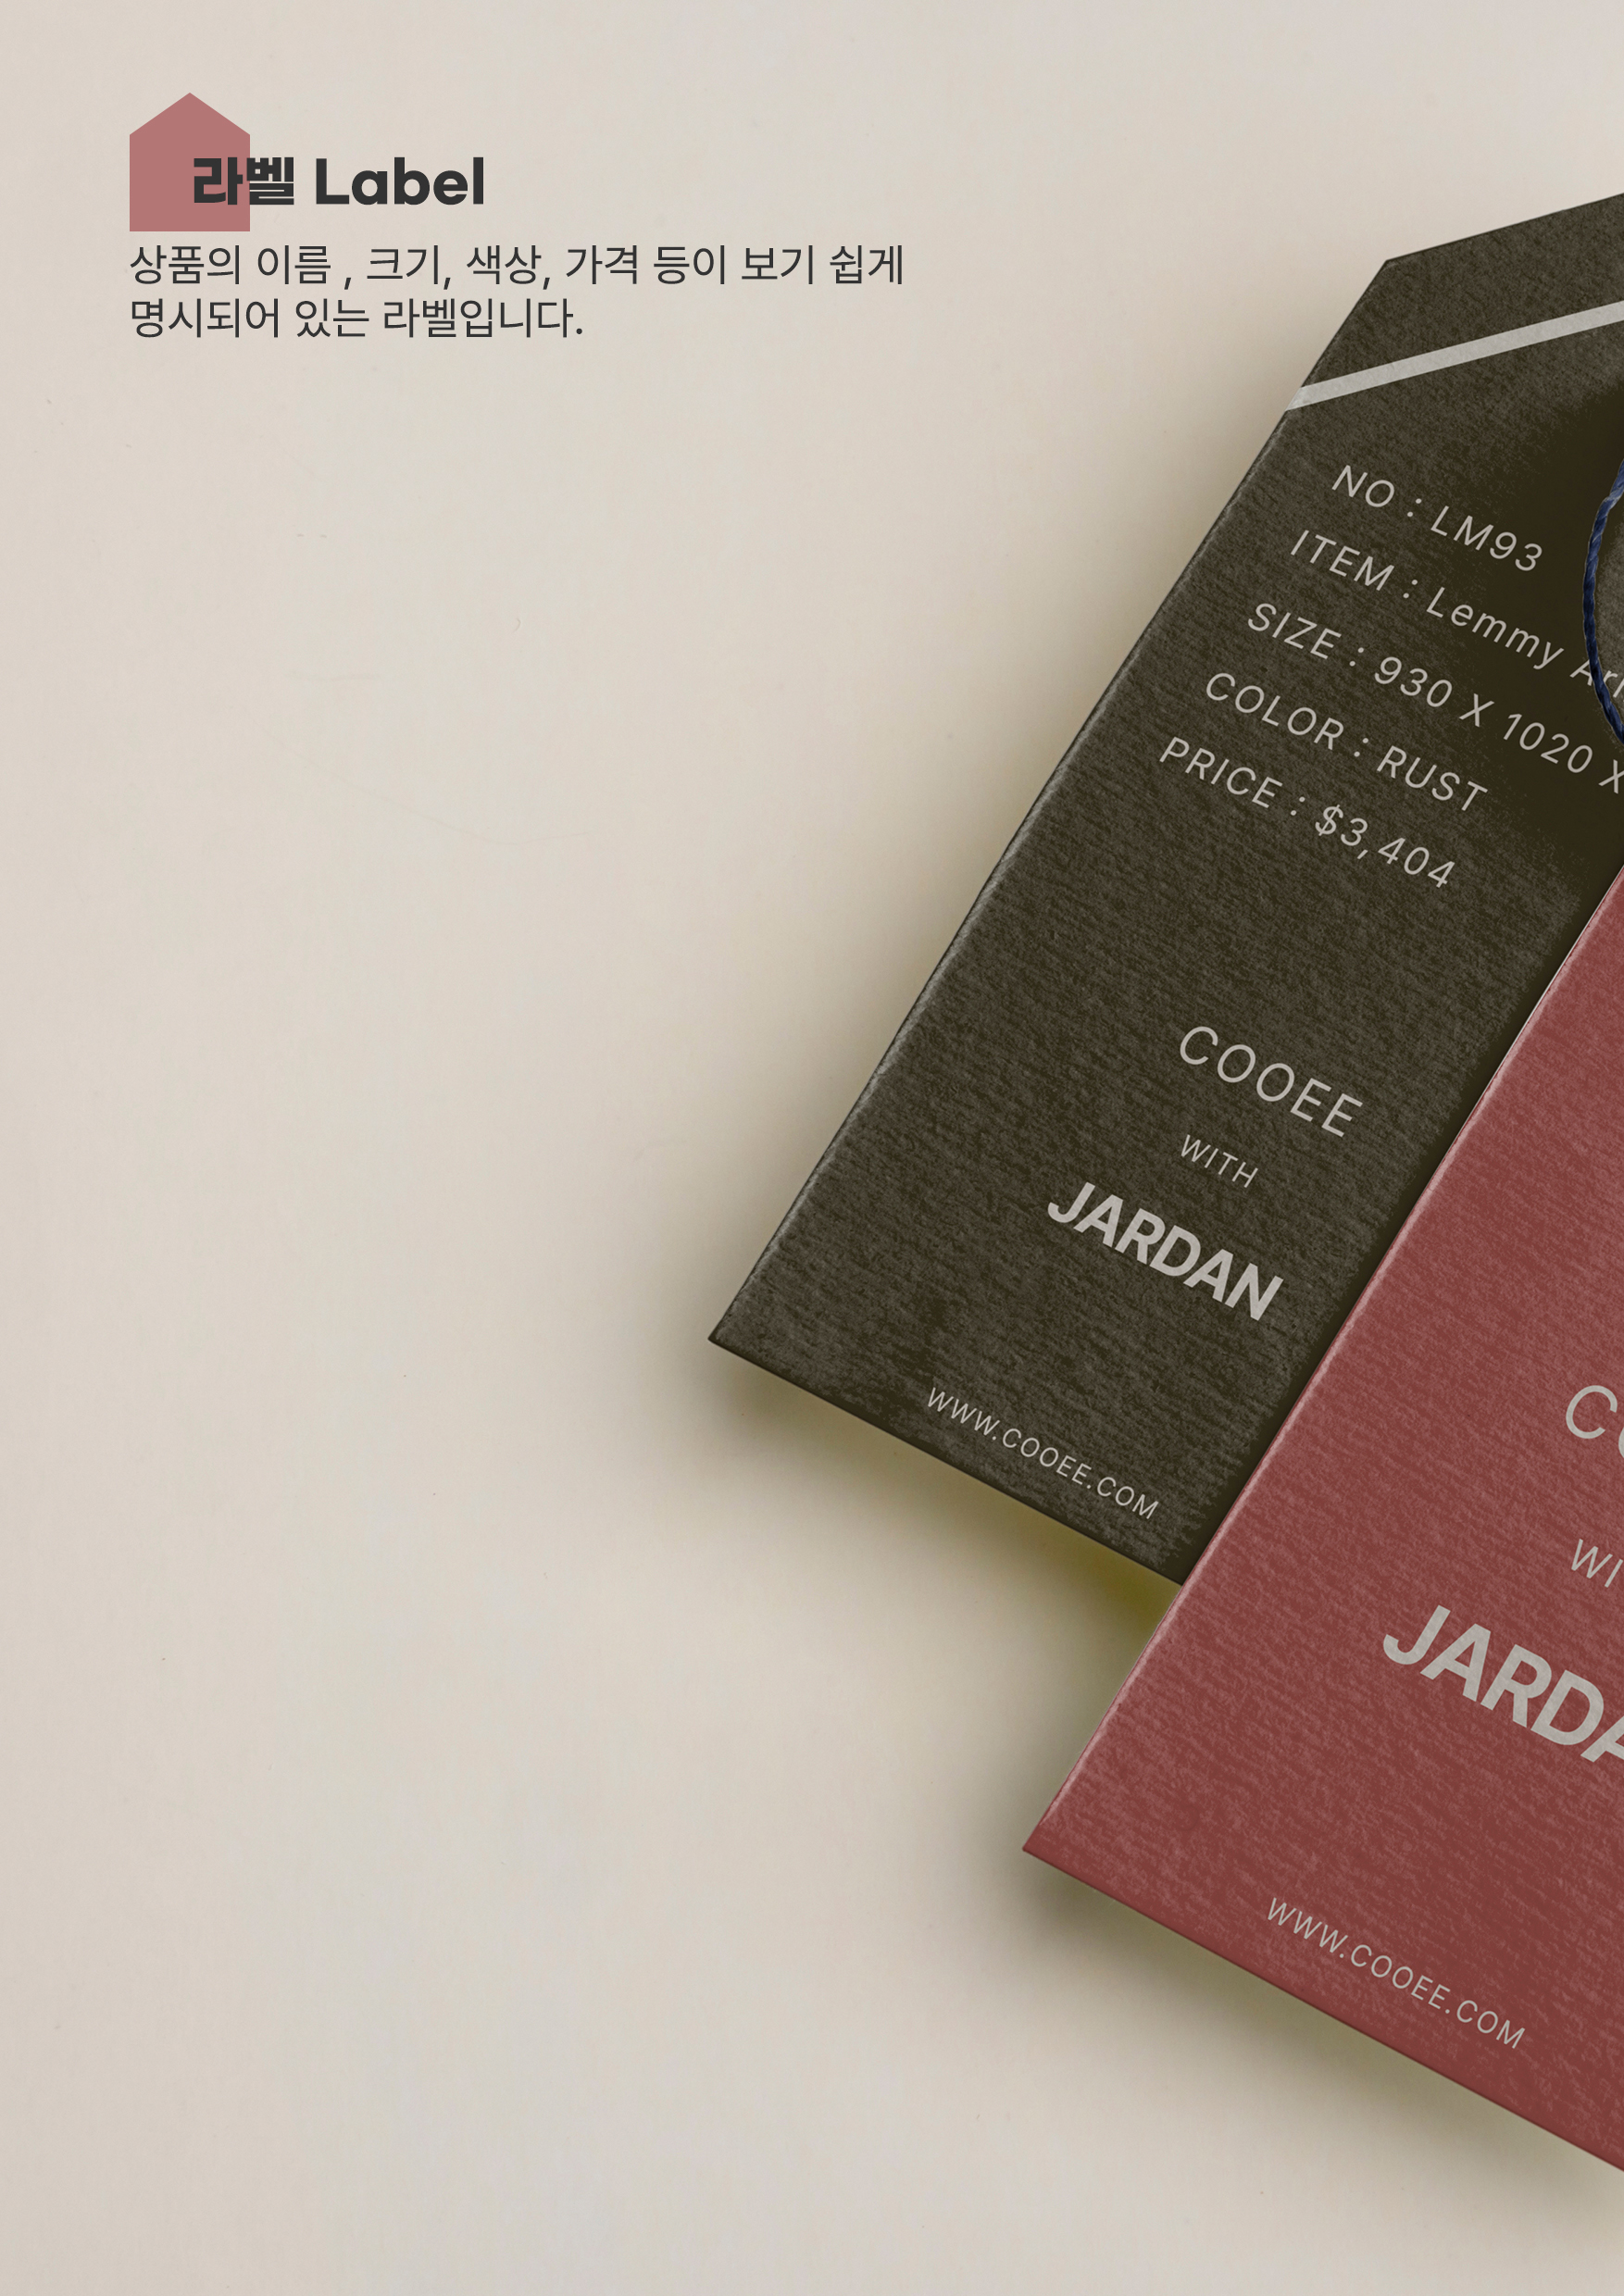 라벨 Label
상품의 이름 , 크기, 색상, 가격 등이 보기 쉽게
명시되어 있는 라벨입니다.
NO : LM93
ITEM : Lemmy
SIZE : 930 X 1020 X
COLOR : RUST
PRICE : $3,404
COOEE
WITH
JARDAN
WWW.COOEE.COM
WWW.COOEE.COM